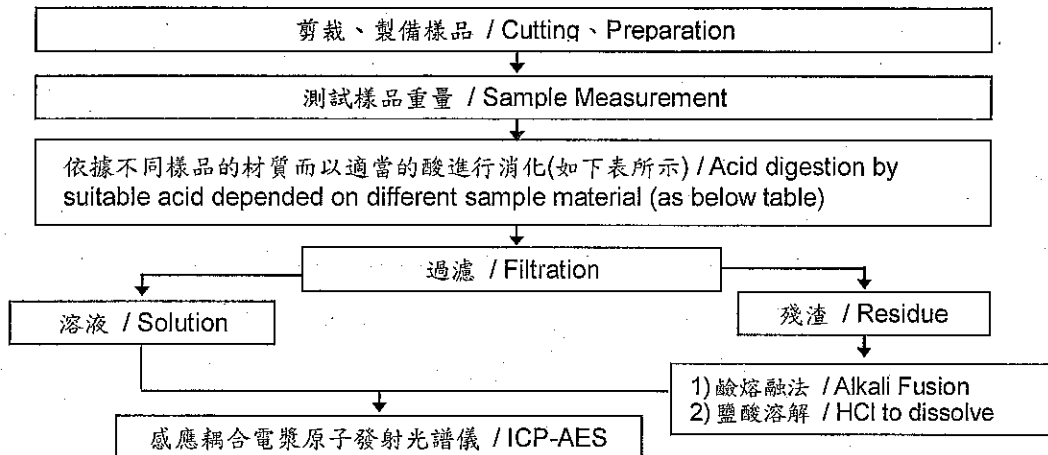 剪裁、製備樣品 / Cutting、Preparation
測試樣品重量 / Sample Measurement
依據不同樣品的材質而以適當的酸進行消化(如下表所示) / Acid digestion by
suitable acid depended on different sample material (as below table)
過濾 / Filtration
溶液 / Solution
殘渣 / Residue
1) 鹼熔融法 / Alkali Fusion
2) 鹽酸溶解 / HCl to dissolve
感應耦合電漿原子發射光譜儀 / ICP-AES